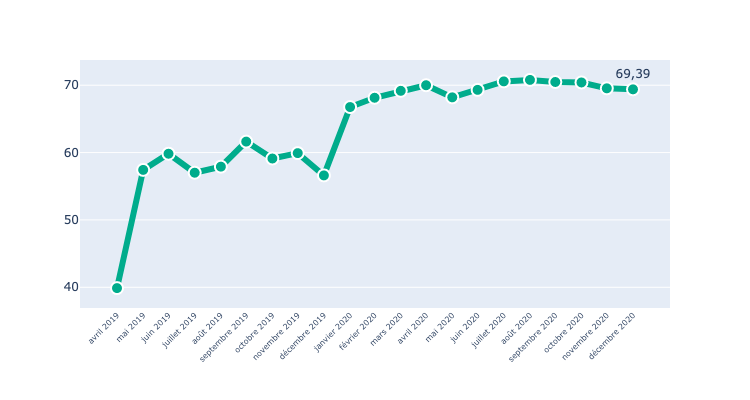 69,39
70
60
50
40
avril 2019
mai 2019
juin 2019
juillet 2019
août 2019
septembre 2019
octobre 2019
novembre 2019
décembre 2019
janvier 2020
février 2020
mars 2020
avril 2020
mai 2020
juin 2020
juillet 2020
août 2020
septembre 2020
octobre 2020
novembre 2020
décembre 2020